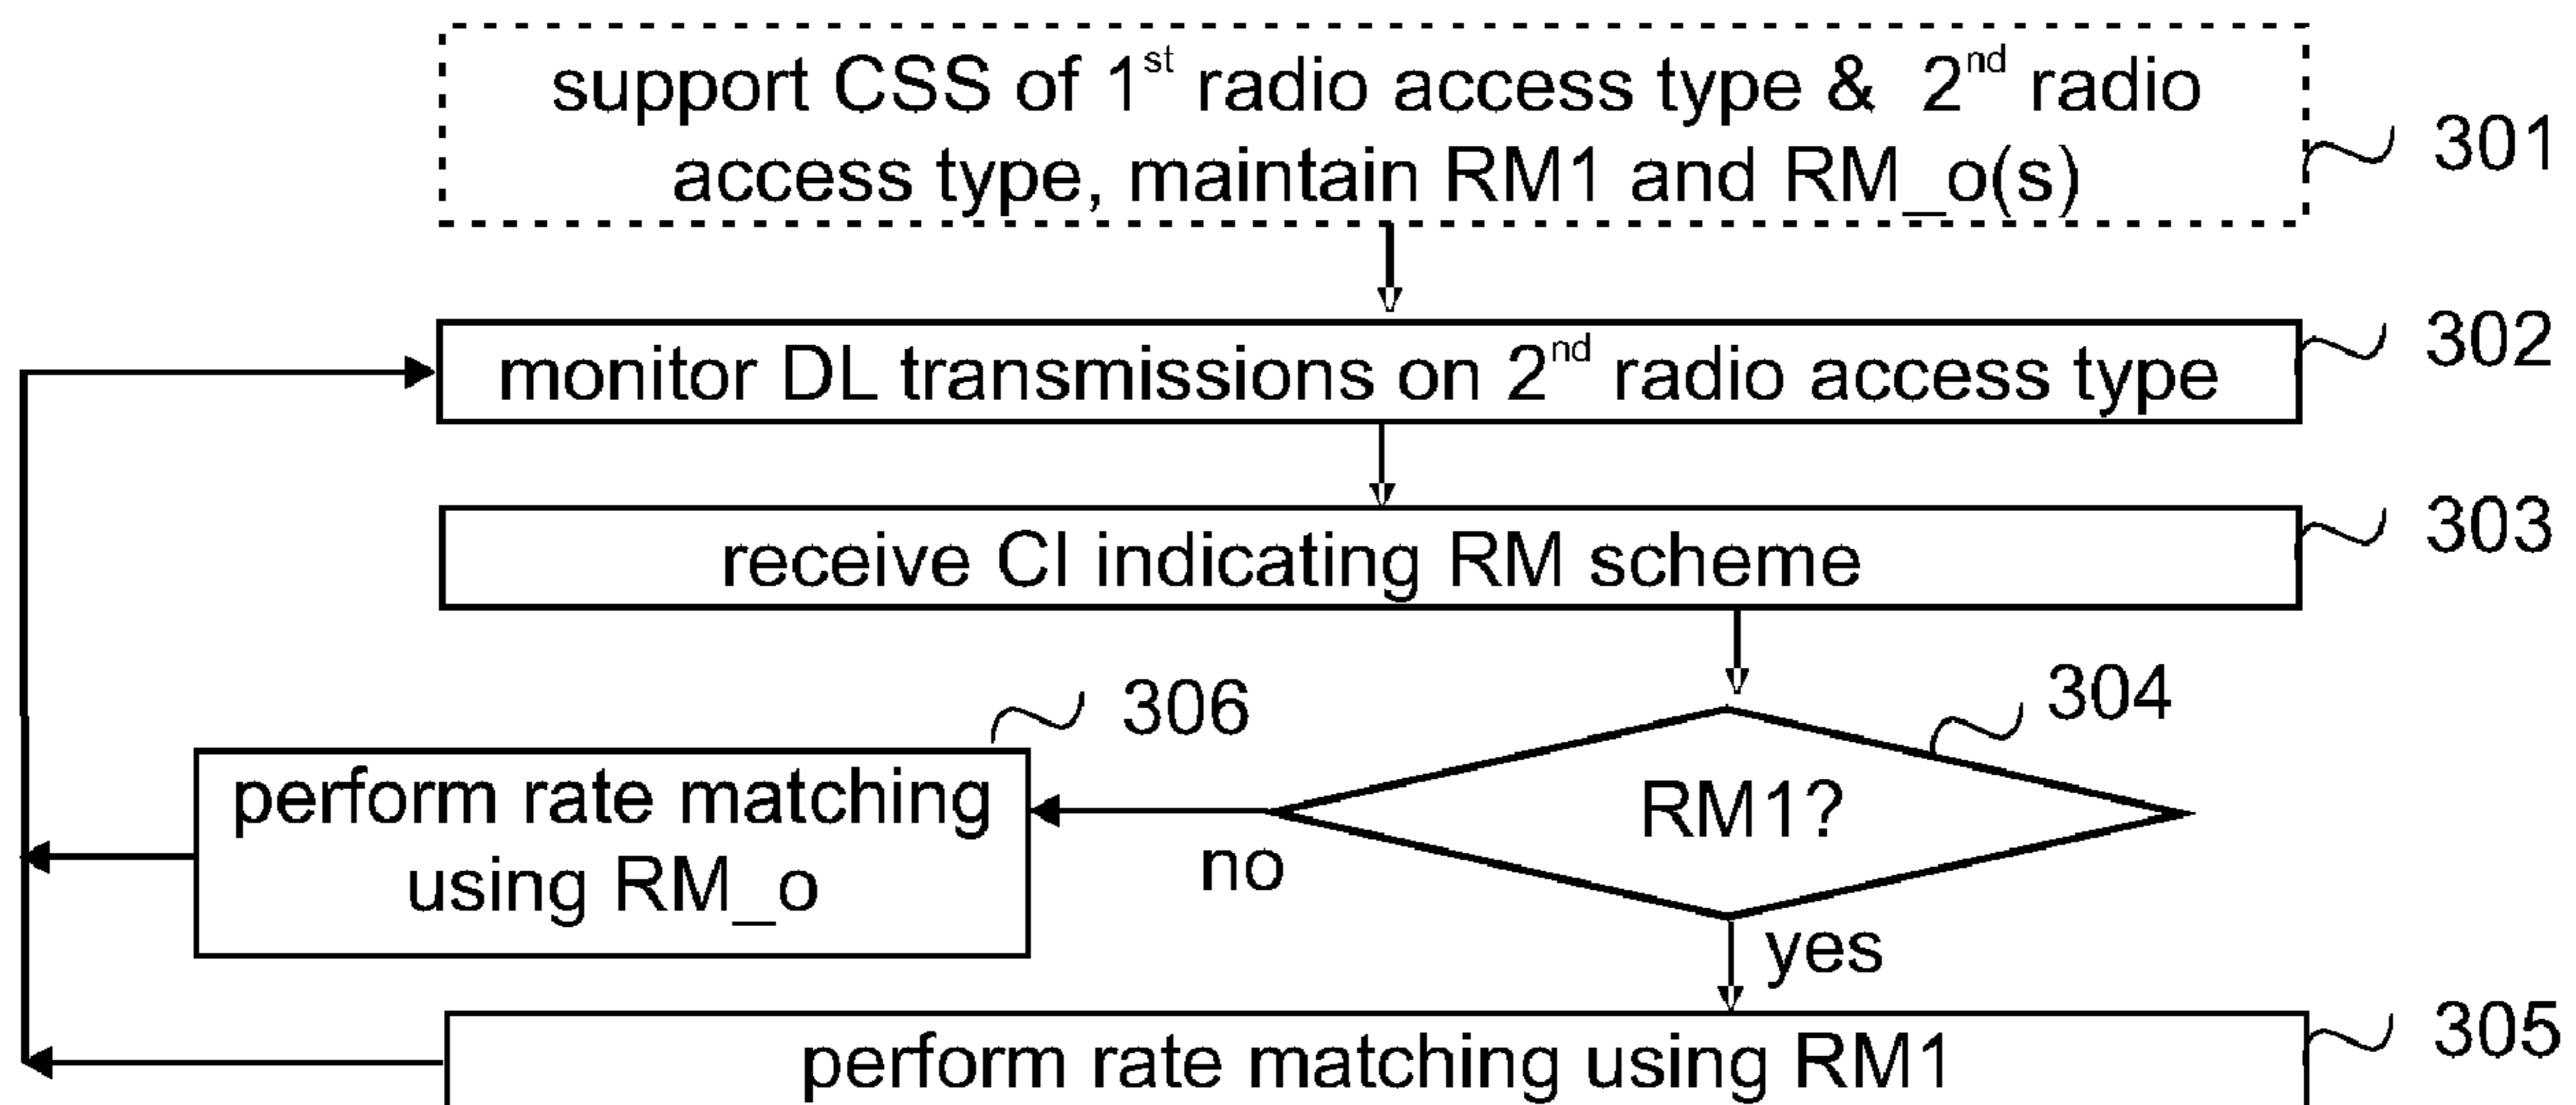 support CSS of 1st radio access type & 2nd radio
access type, maintain RM1 and RM_o(s)
301
monitor DL transmissions on 2nd radio access type
302
receive CI indicating RM scheme
303
304
RM1?
no
yes
306
perform rate matching
using RM_o
perform rate matching using RM1
305